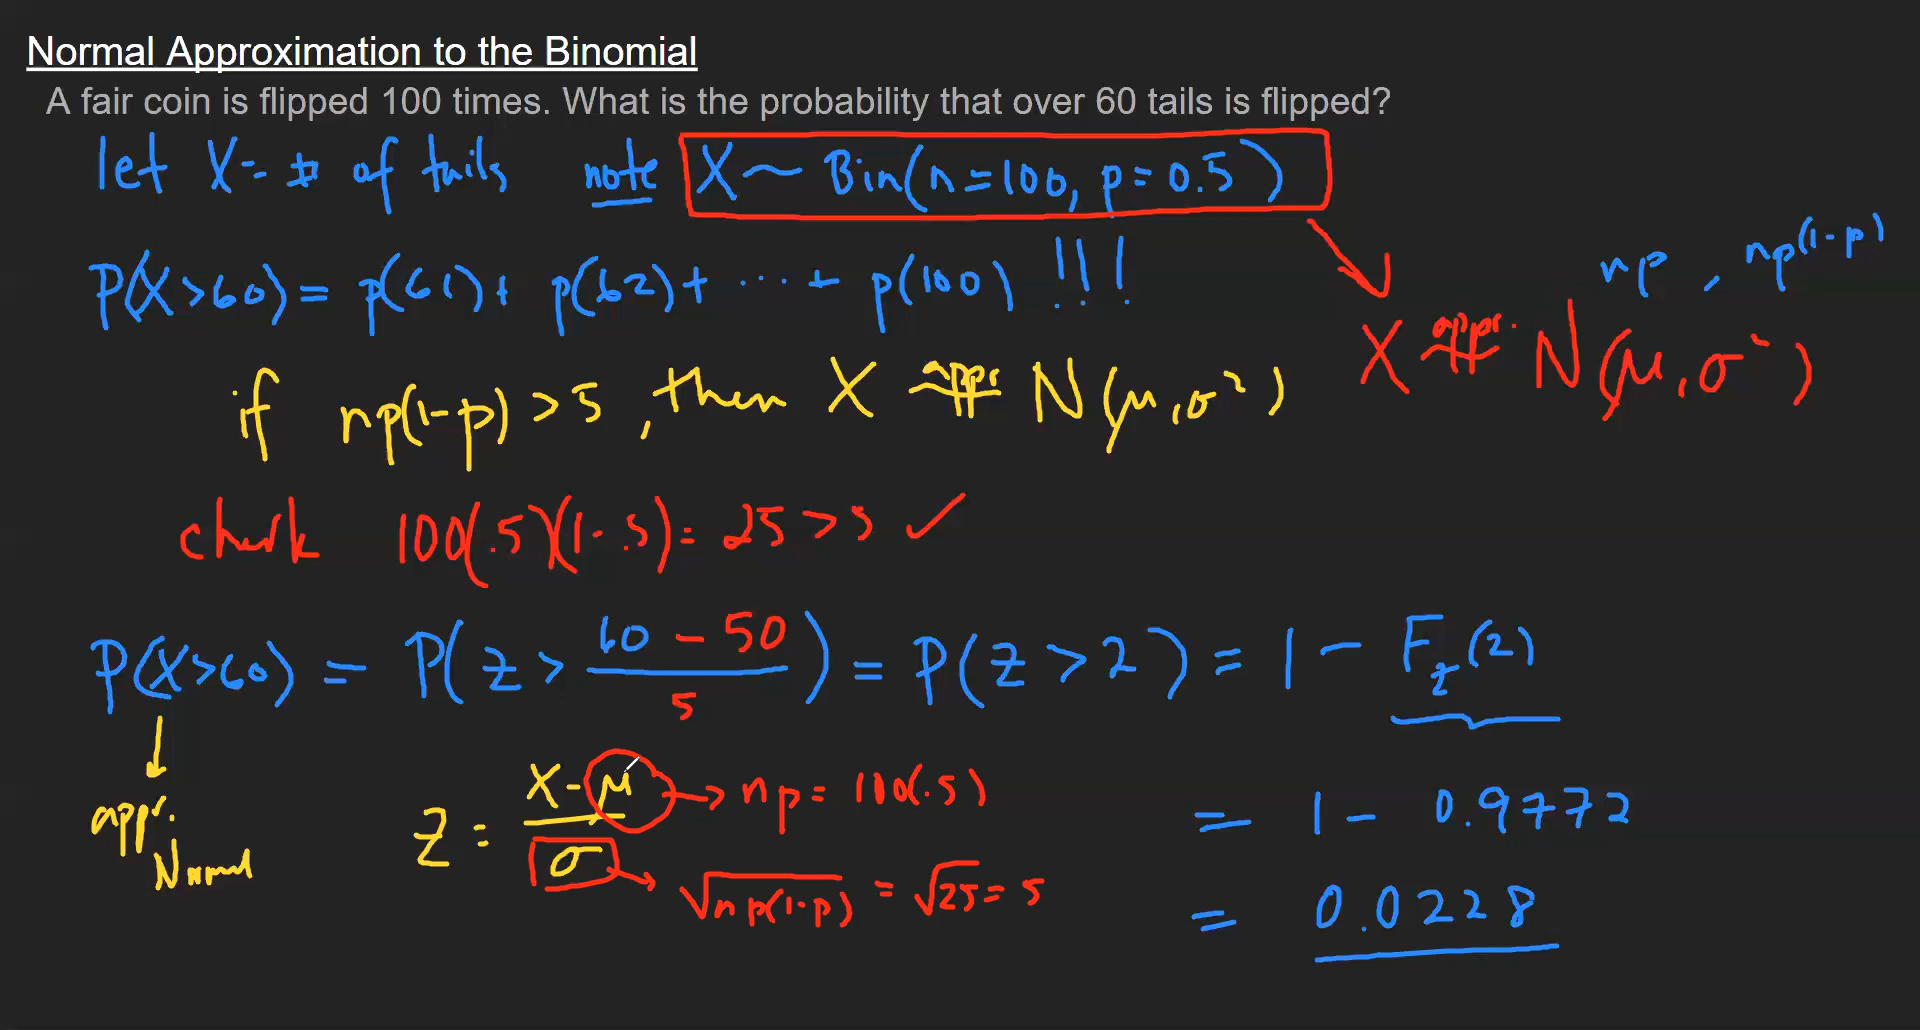 Normal Approximation to the Binomial
A fair coin is flipped 100 times. What is the probability that over 60 tails is flipped?
let X = # of tails note X ~ Bin(n=100, p=0.5)
P(X>60) = p(61) + p(62) + ... + p(100) !!!
np , np(1-p)
X appr. ~ N(μ, σ²)
if np(1-p) > 5, then X appr ~ N(μ, σ²)
check 100(.5)(1-.5) = 25 > 5 ✓
P(X>60) = P(Z > (60 - 50)/5) = P(Z > 2) = 1 - F_Z(2)
appr. Normal
Z = (X - μ)/σ
μ → np = 100(.5)
σ → √np(1-p) = √25 = 5
= 1 - 0.9772
= 0.0228